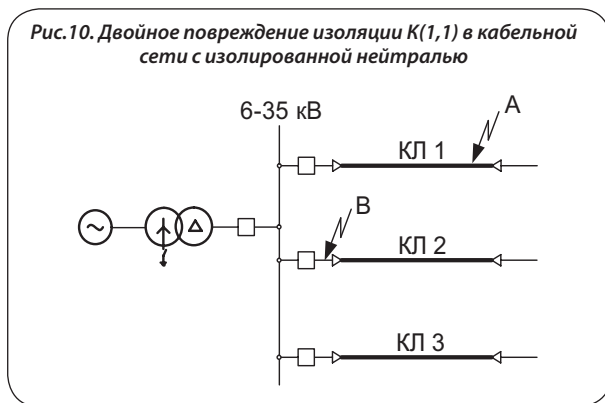 Рис.10. Двойное повреждение изоляции К(1,1) в кабельной
сети с изолированной нейтралью
6-35 кВ
А
КЛ 1
В
КЛ 2
КЛ 3